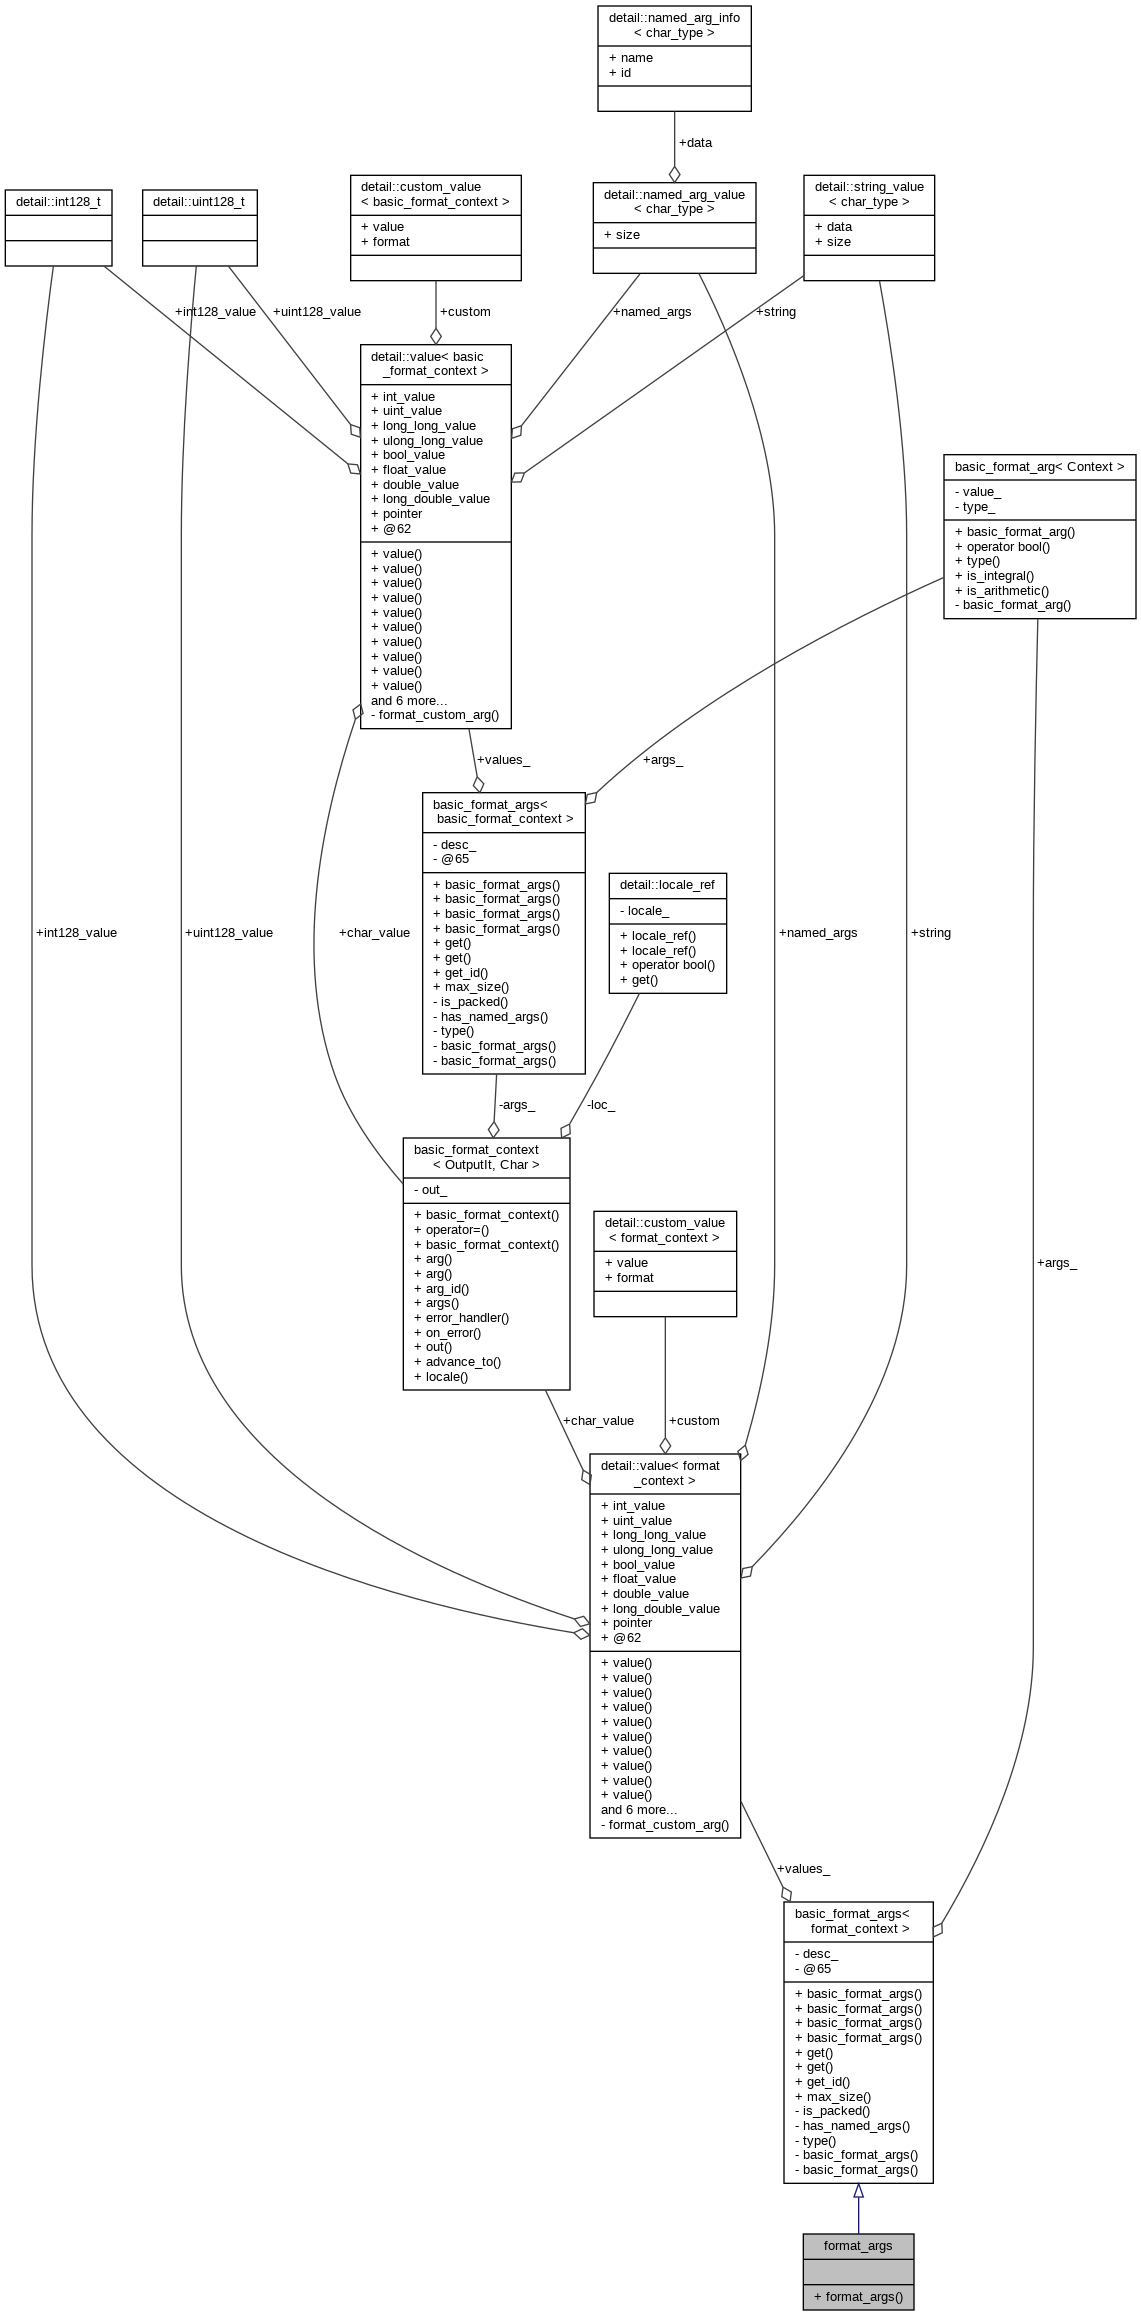 detail::named_arg_info
< char_type >
+ name
+ id
+data
detail::int128_t
detail::uint128_t
detail::custom_value
< basic_format_context >
+ value
+ format
detail::named_arg_value
< char_type >
+ size
detail::string_value
< char_type >
+ data
+ size
+int128_value
+uint128_value
+custom
+named_args
+string
detail::value< basic
_format_context >
+ int_value
+ uint_value
+ long_long_value
+ ulong_long_value
+ bool_value
+ float_value
+ double_value
+ long_double_value
+ pointer
+ @62
+ value()
+ value()
+ value()
+ value()
+ value()
+ value()
+ value()
+ value()
+ value()
+ value()
and 6 more...
- format_custom_arg()
basic_format_arg< Context >
- value_
- type_
+ basic_format_arg()
+ operator bool()
+ type()
+ is_integral()
+ is_arithmetic()
- basic_format_arg()
+values_
+args_
basic_format_args<
basic_format_context >
- desc_
- @65
+ basic_format_args()
+ basic_format_args()
+ basic_format_args()
+ basic_format_args()
+ get()
+ get()
+ get_id()
+ max_size()
- is_packed()
- has_named_args()
- type()
- basic_format_args()
- basic_format_args()
detail::locale_ref
- locale_
+ locale_ref()
+ locale_ref()
+ operator bool()
+ get()
+int128_value
+uint128_value
+char_value
+named_args
+string
-args_
-loc_
basic_format_context
< OutputIt, Char >
- out_
+ basic_format_context()
+ operator=()
+ basic_format_context()
+ arg()
+ arg()
+ arg_id()
+ args()
+ error_handler()
+ on_error()
+ out()
+ advance_to()
+ locale()
detail::custom_value
< format_context >
+ value
+ format
+args_
+char_value
+custom
detail::value< format
_context >
+ int_value
+ uint_value
+ long_long_value
+ ulong_long_value
+ bool_value
+ float_value
+ double_value
+ long_double_value
+ pointer
+ @62
+ value()
+ value()
+ value()
+ value()
+ value()
+ value()
+ value()
+ value()
+ value()
+ value()
and 6 more...
- format_custom_arg()
+values_
basic_format_args<
format_context >
- desc_
- @65
+ basic_format_args()
+ basic_format_args()
+ basic_format_args()
+ basic_format_args()
+ get()
+ get()
+ get_id()
+ max_size()
- is_packed()
- has_named_args()
- type()
- basic_format_args()
- basic_format_args()
format_args
+ format_args()